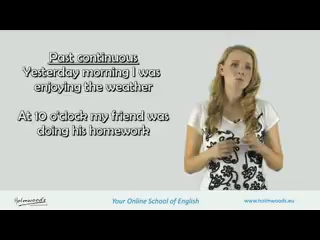 Past continuous
Yesterday morning I was
enjoying the weather
At 10 o'clock my friend was
doing his homework
Holmwoods
Your Online School of English
www.holmwoods.eu